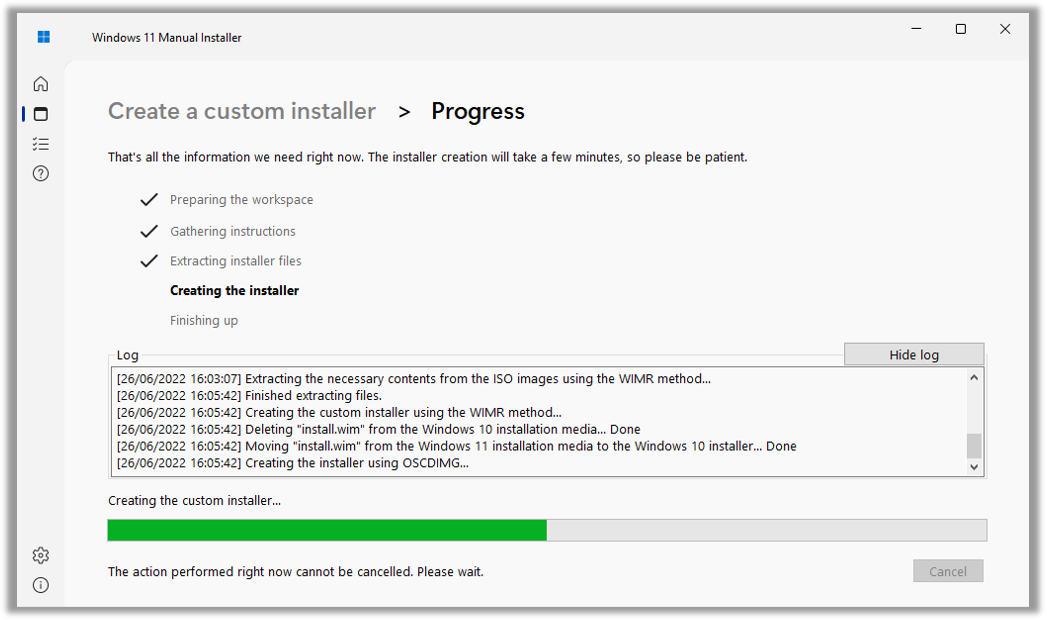 Windows 11 Manual Installer
Create a custom installer > Progress
That's all the information we need right now. The installer creation will take a few minutes, so please be patient.
Preparing the workspace
Gathering instructions
Extracting installer files
Creating the installer
Finishing up
Log
Hide log
[26/06/2022 16:03:07] Extracting the necessary contents from the ISO images using the WIMR method...
[26/06/2022 16:05:42] Finished extracting files.
[26/06/2022 16:05:42] Creating the custom installer using the WIMR method...
[26/06/2022 16:05:42] Deleting "install.wim" from the Windows 10 installation media... Done
[26/06/2022 16:05:42] Moving "install.wim" from the Windows 11 installation media to the Windows 10 installer... Done
[26/06/2022 16:05:42] Creating the installer using OSCDIMG...
Creating the custom installer...
The action performed right now cannot be cancelled. Please wait.
Cancel